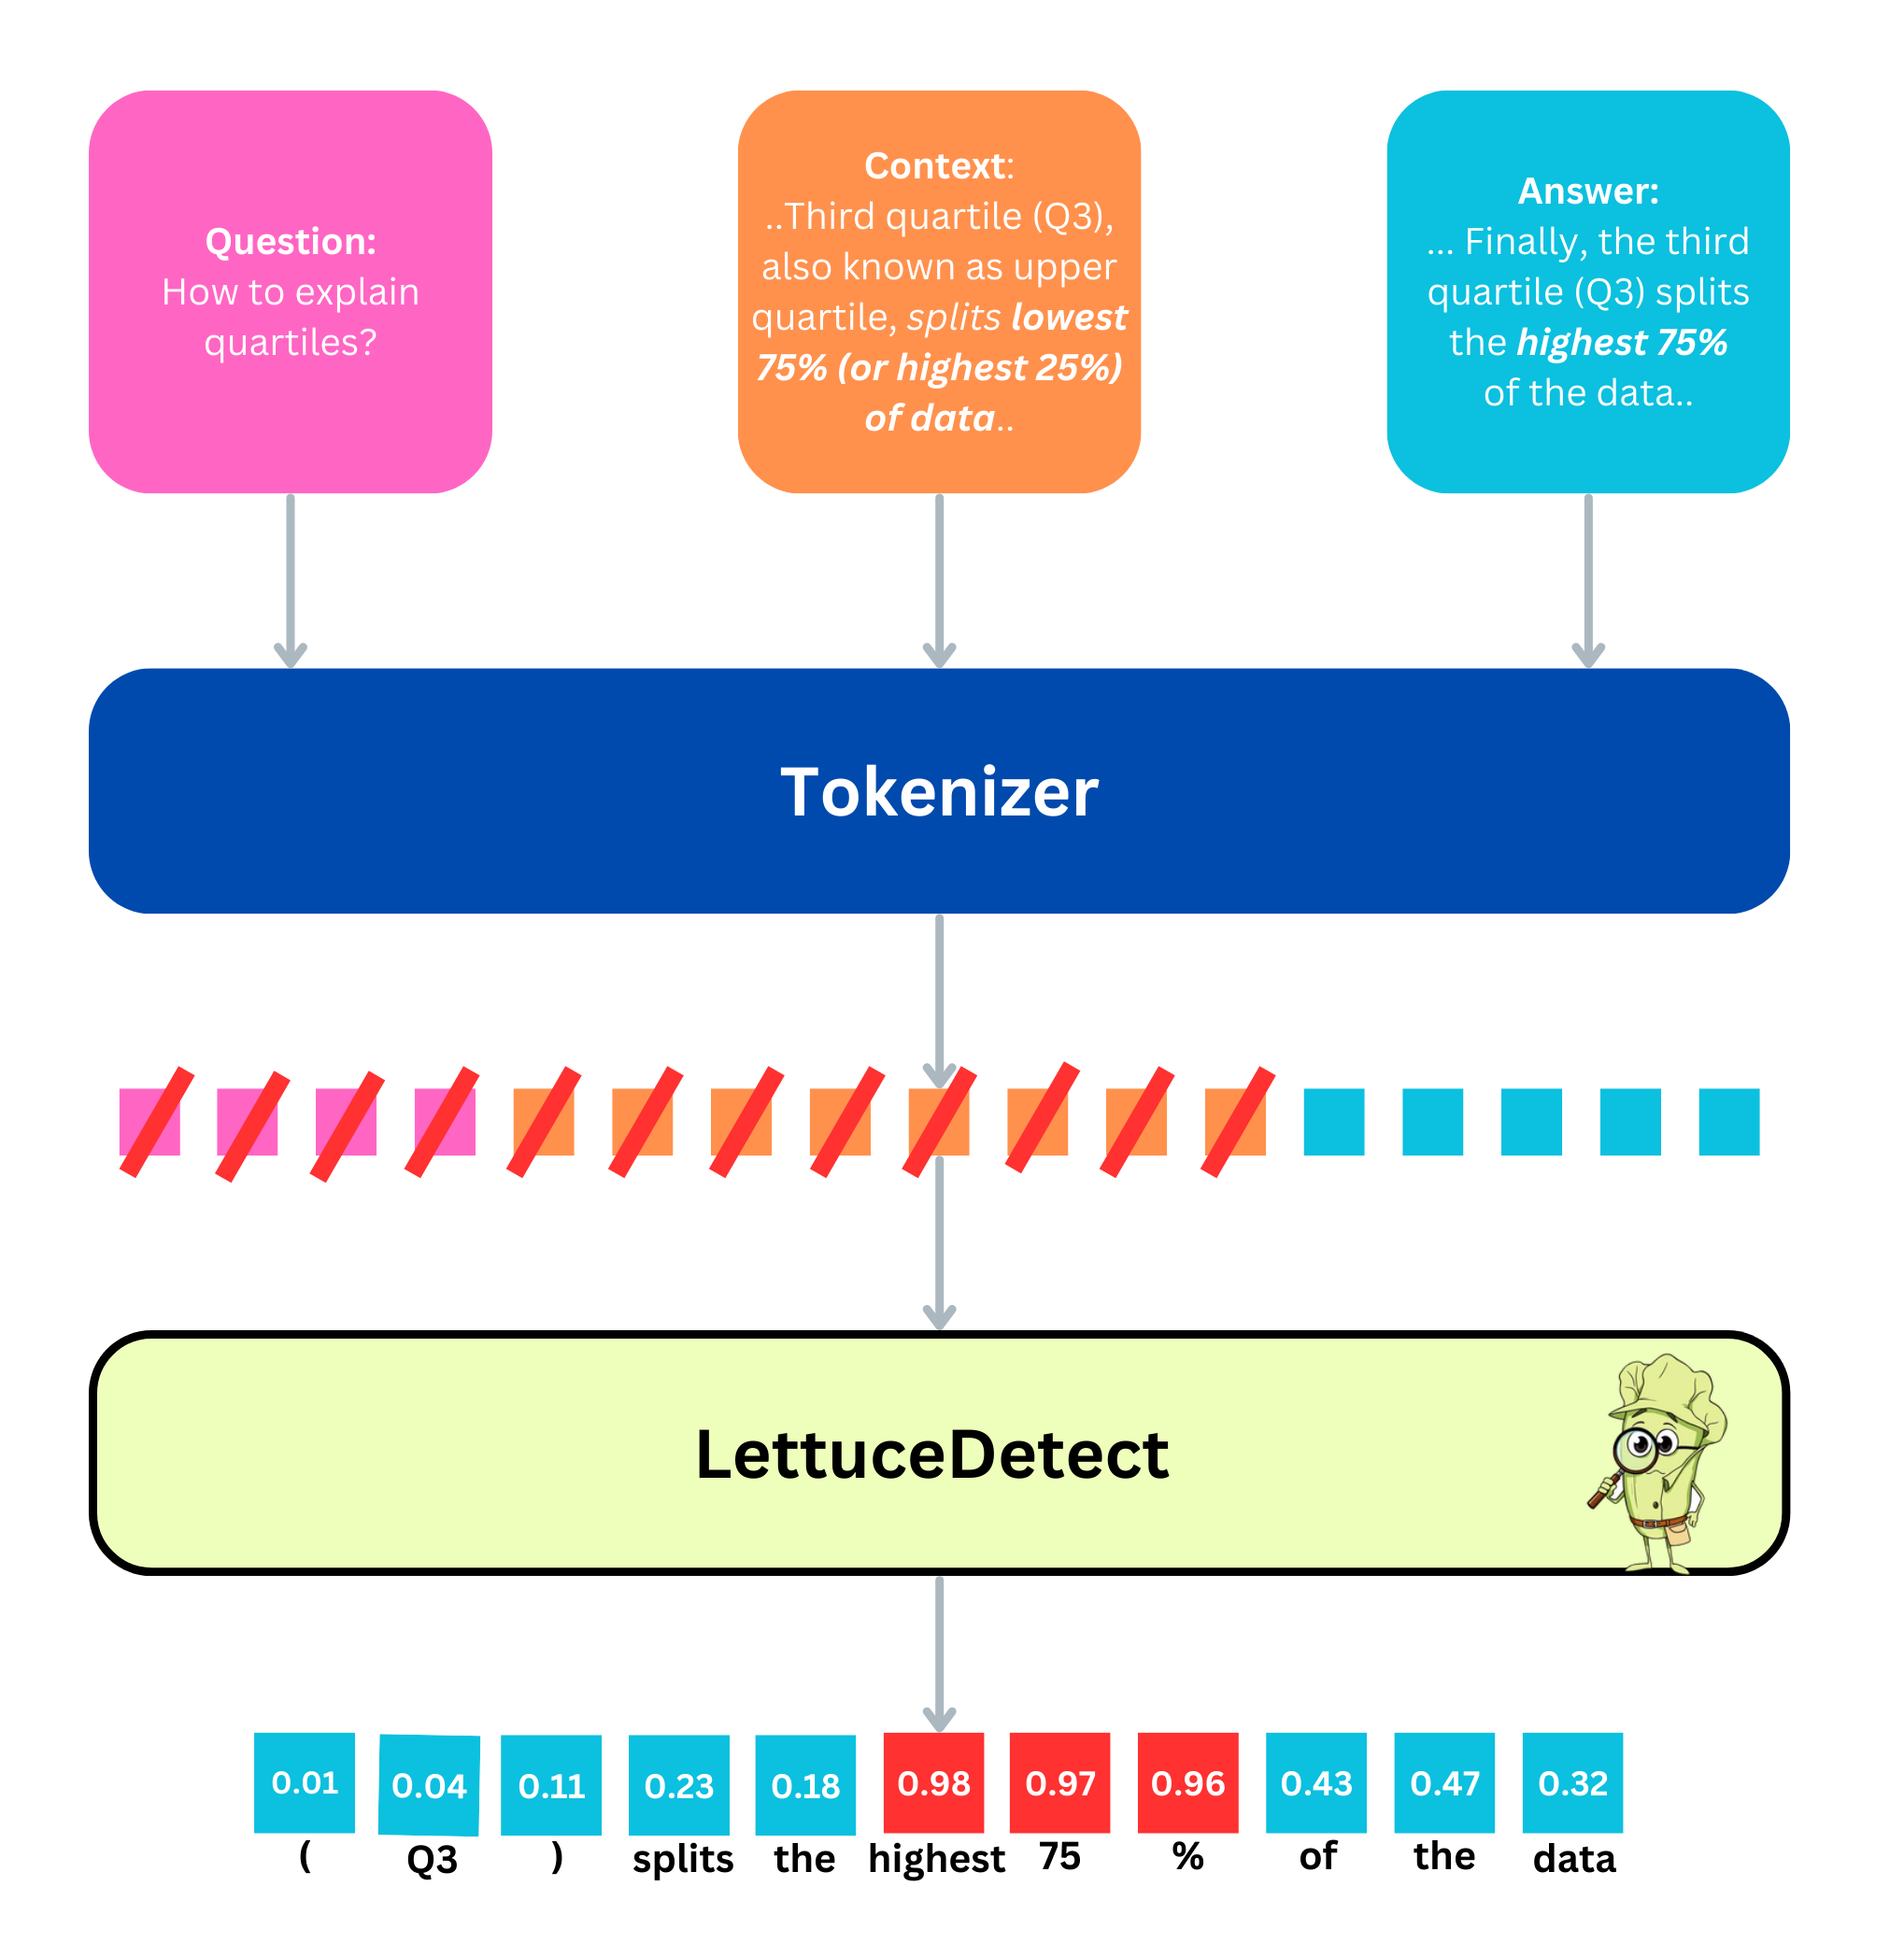 Question:
How to explain
quartiles?
Context:
..Third quartile (Q3),
also known as upper
quartile, splits lowest
75% (or highest 25%)
of data..
Answer:
... Finally, the third
quartile (Q3) splits
the highest 75%
of the data..
Tokenizer
LettuceDetect
0.01 0.04 0.11 0.23 0.18 0.98 0.97 0.96 0.43 0.47 0.32
( Q3 ) splits the highest 75 % of the data